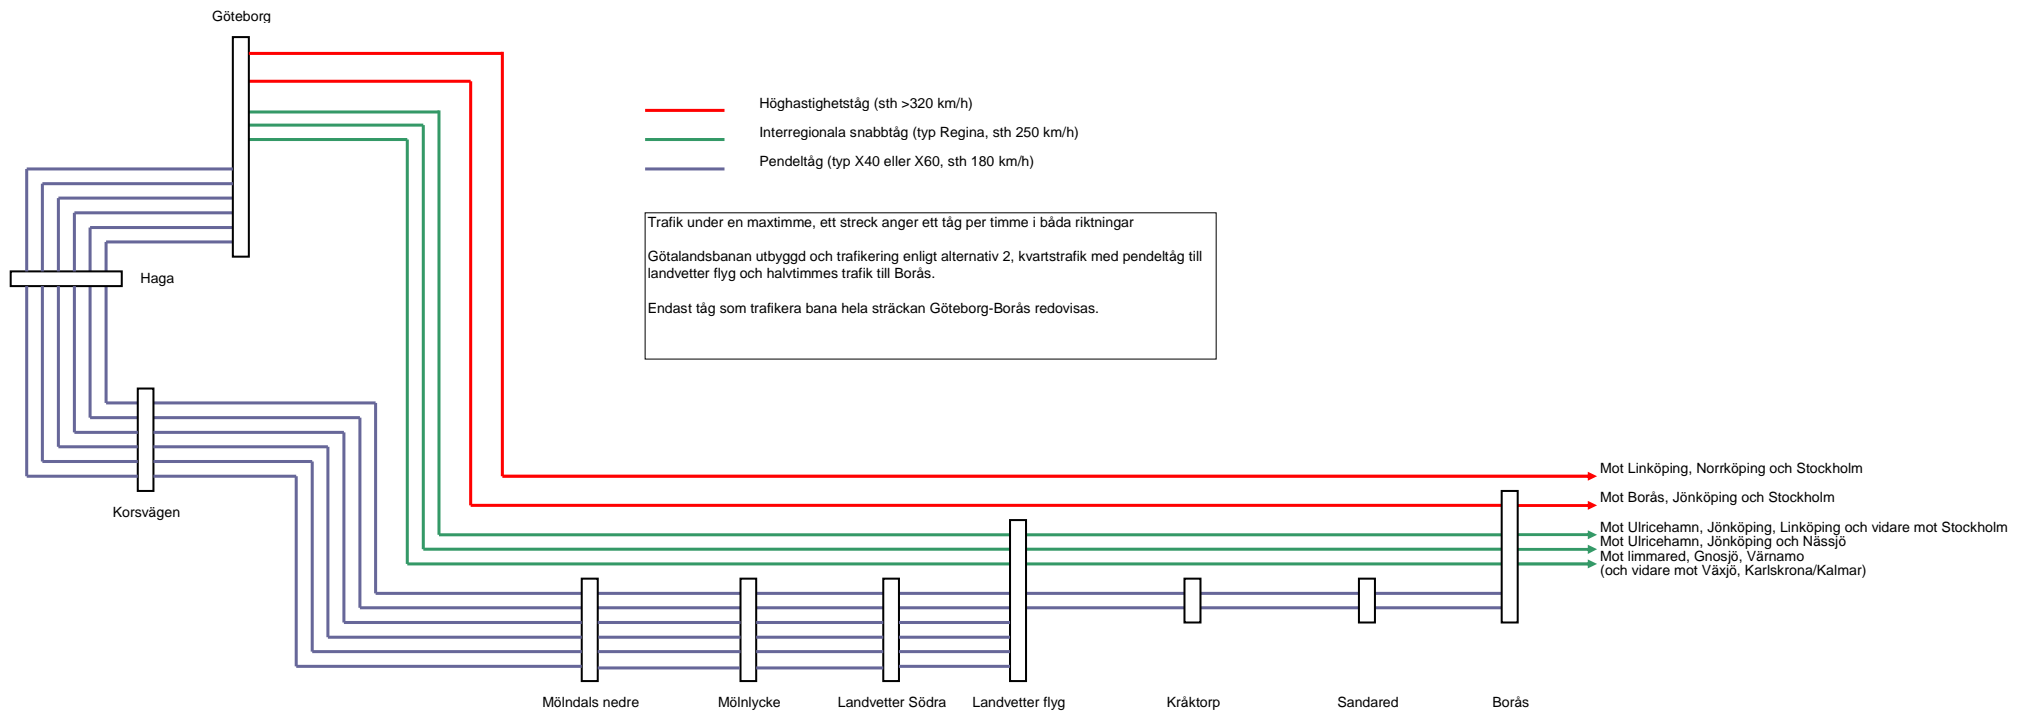 Göteborg
Höghastighetståg (sth >320 km/h)
Interregionala snabbtåg (typ Regina, sth 250 km/h)
Pendeltåg (typ X40 eller X60, sth 180 km/h)
Trafik under en maxtimme, ett streck anger ett tåg per timme i båda riktningar
Götalandsbanan utbyggd och trafikering enligt alternativ 2, kvartstrafik med pendeltåg till
landvetter flyg och halvtimmes trafik till Borås.
Endast tåg som trafikera bana hela sträckan Göteborg-Borås redovisas.
Haga
Korsvägen
Mot Linköping, Norrköping och Stockholm
Mot Borås, Jönköping och Stockholm
Mot Ulricehamn, Jönköping, Linköping och vidare mot Stockholm
Mot Ulricehamn, Jönköping och Nässjö
Mot limmared, Gnosjö, Värnamo
(och vidare mot Växjö, Karlskrona/Kalmar)
Mölndals nedre
Mölnlycke
Landvetter Södra
Landvetter flyg
Kråktorp
Sandared
Borås